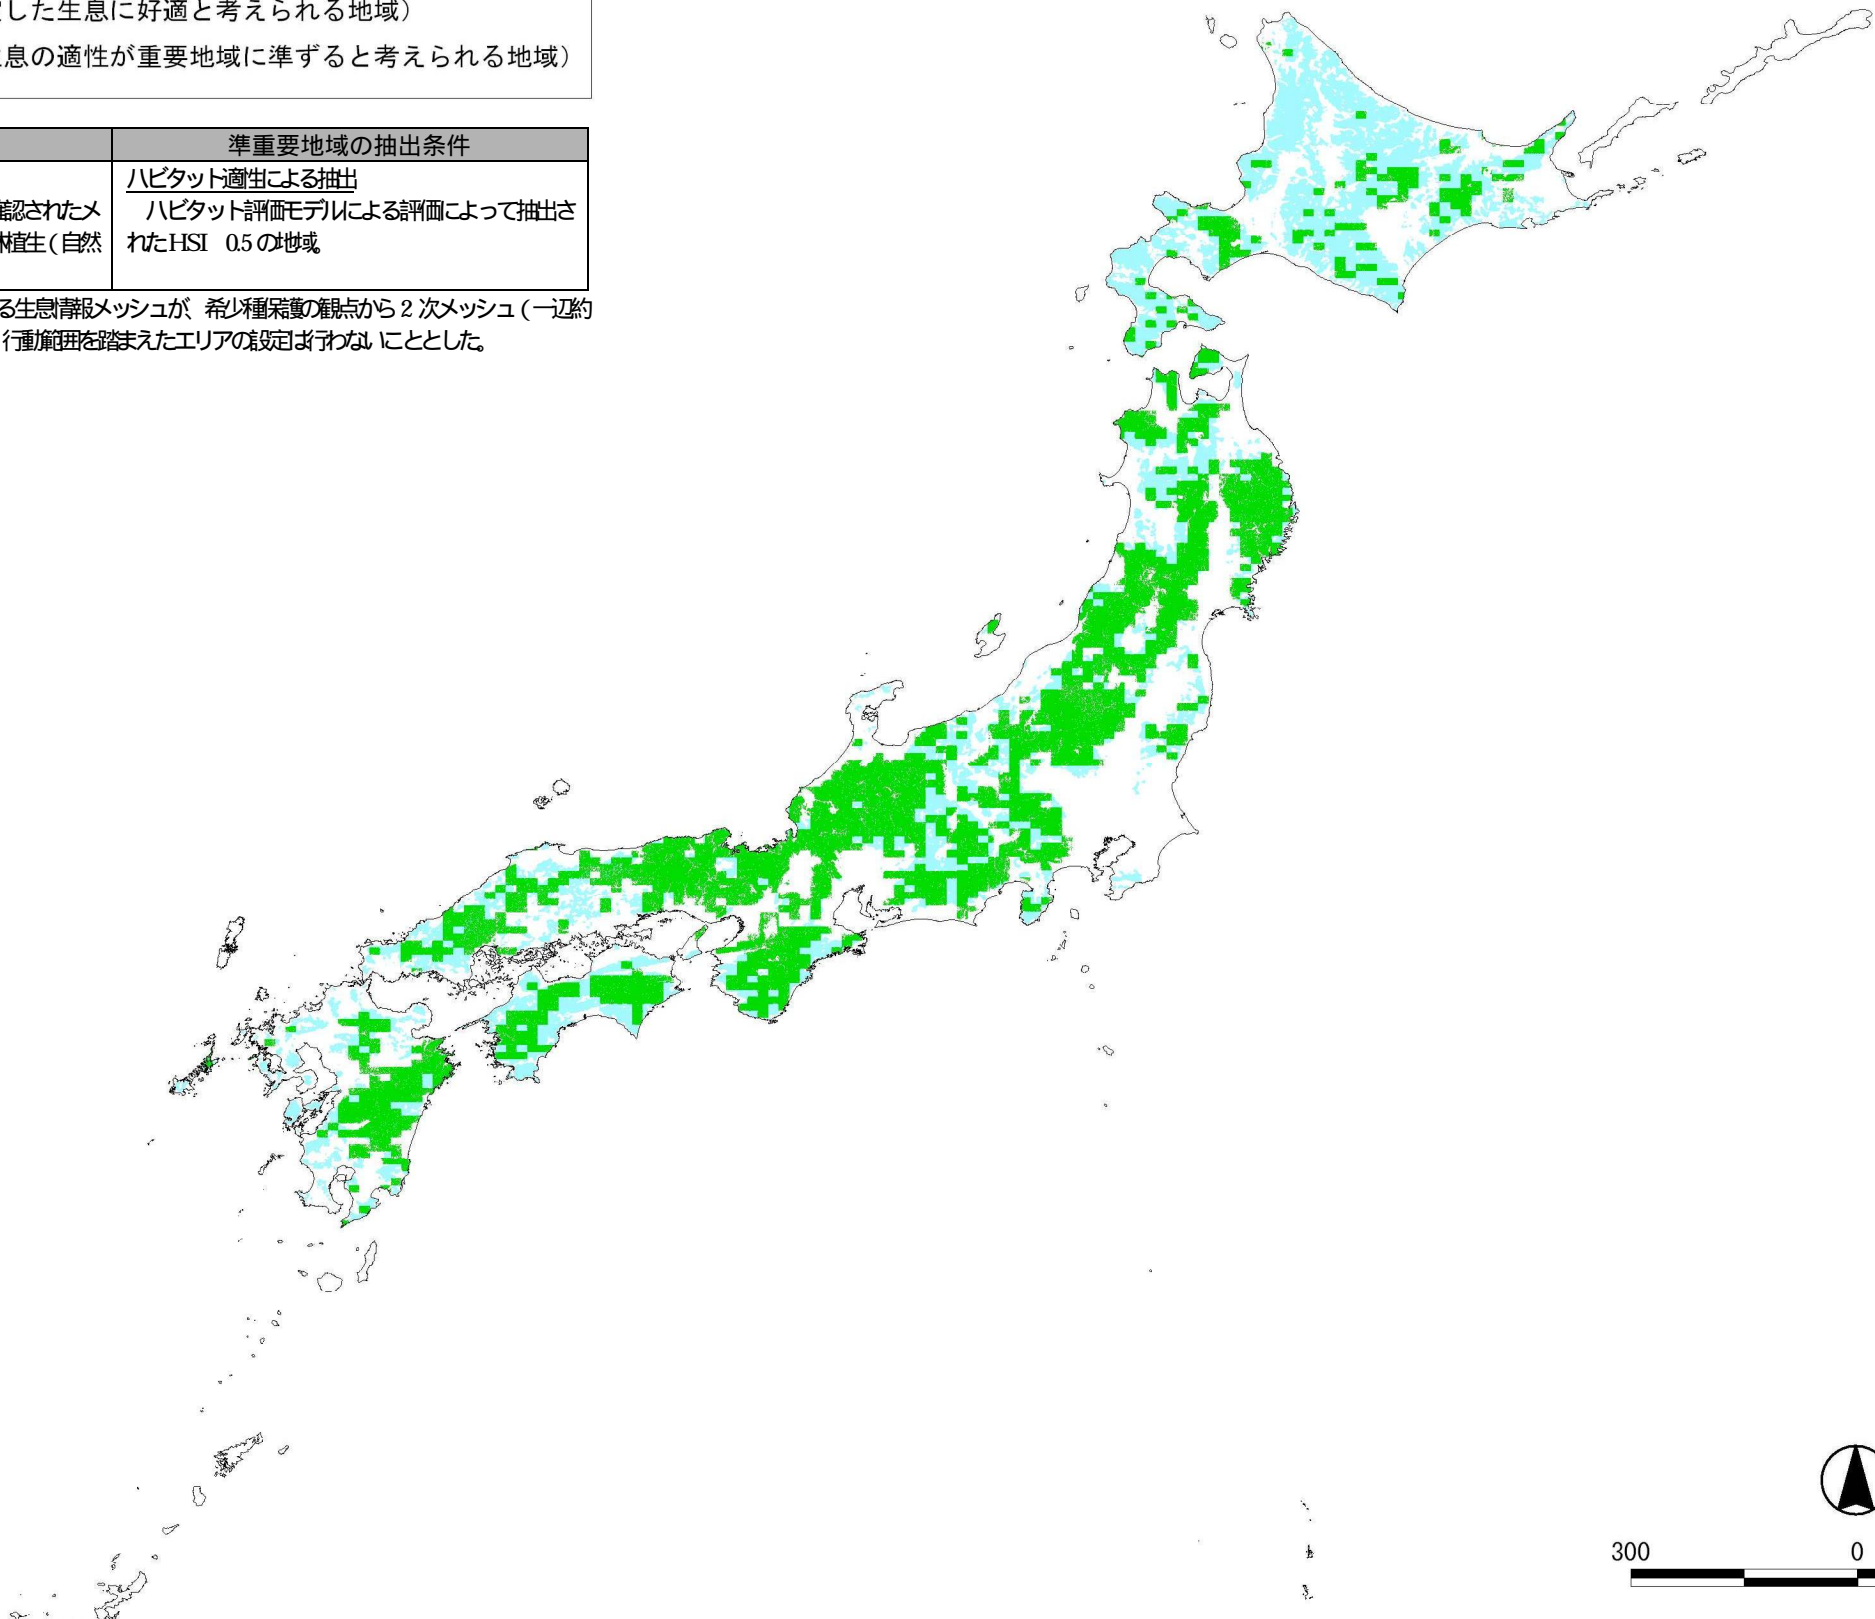 した生息に好適と考えられる地域）
息の適性が重要地域に準ずると考えられる地域）
準重要地域の抽出条件
ハビタット適性による抽出
認されたメ
ハビタット評価モデルによる評価によって抽出さ
植生(自然
れたHSI 0.5の地域。
る生息情報メッシュが、希少種保護の観点から2次メッシュ(一辺約
行動範囲を踏まえたエリアの設定は行わないこととした。
300 0